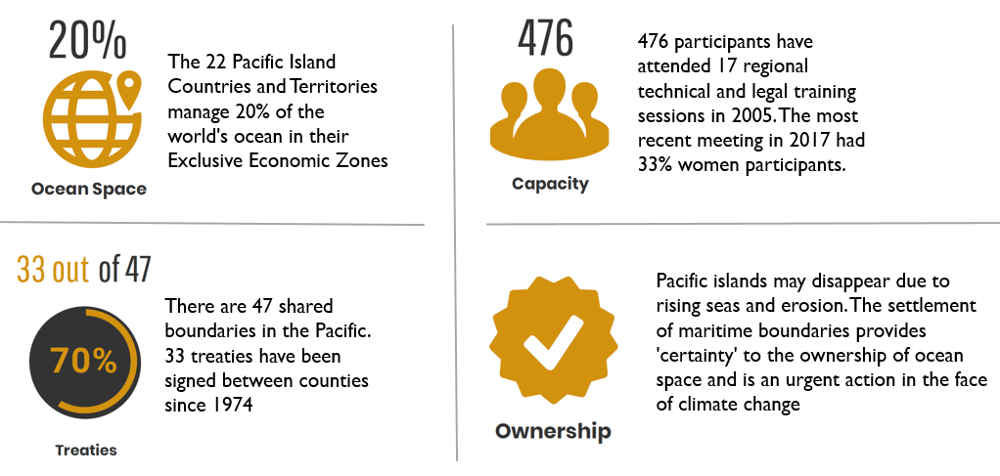 20%
The 22 Pacific Island
Countries and Territories
manage 20% of the
world's ocean in their
Exclusive Economic Zones
Ocean Space
476
476 participants have
attended 17 regional
technical and legal training
sessions in 2005. The most
recent meeting in 2017 had
33% women participants.
Capacity
33 out of 47
There are 47 shared
boundaries in the Pacific.
33 treaties have been
signed between counties
since 1974
70%
Treaties
Pacific islands may disappear due to
rising seas and erosion. The settlement
of maritime boundaries provides
'certainty' to the ownership of ocean
space and is an urgent action in the face
of climate change
Ownership